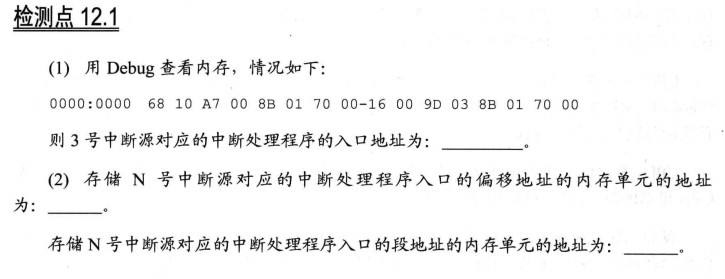 检测点 12.1
(1) 用 Debug 查看内存，情况如下：
0000:0000 68 10 A7 00 8B 01 70 00-16 00 9D 03 8B 01 70 00
则 3 号中断源对应的中断处理程序的入口地址为：________。
(2) 存储 N 号中断源对应的中断处理程序入口的偏移地址的内存单元的地址
为：________。
存储 N 号中断源对应的中断处理程序入口的段地址的内存单元的地址为：________。